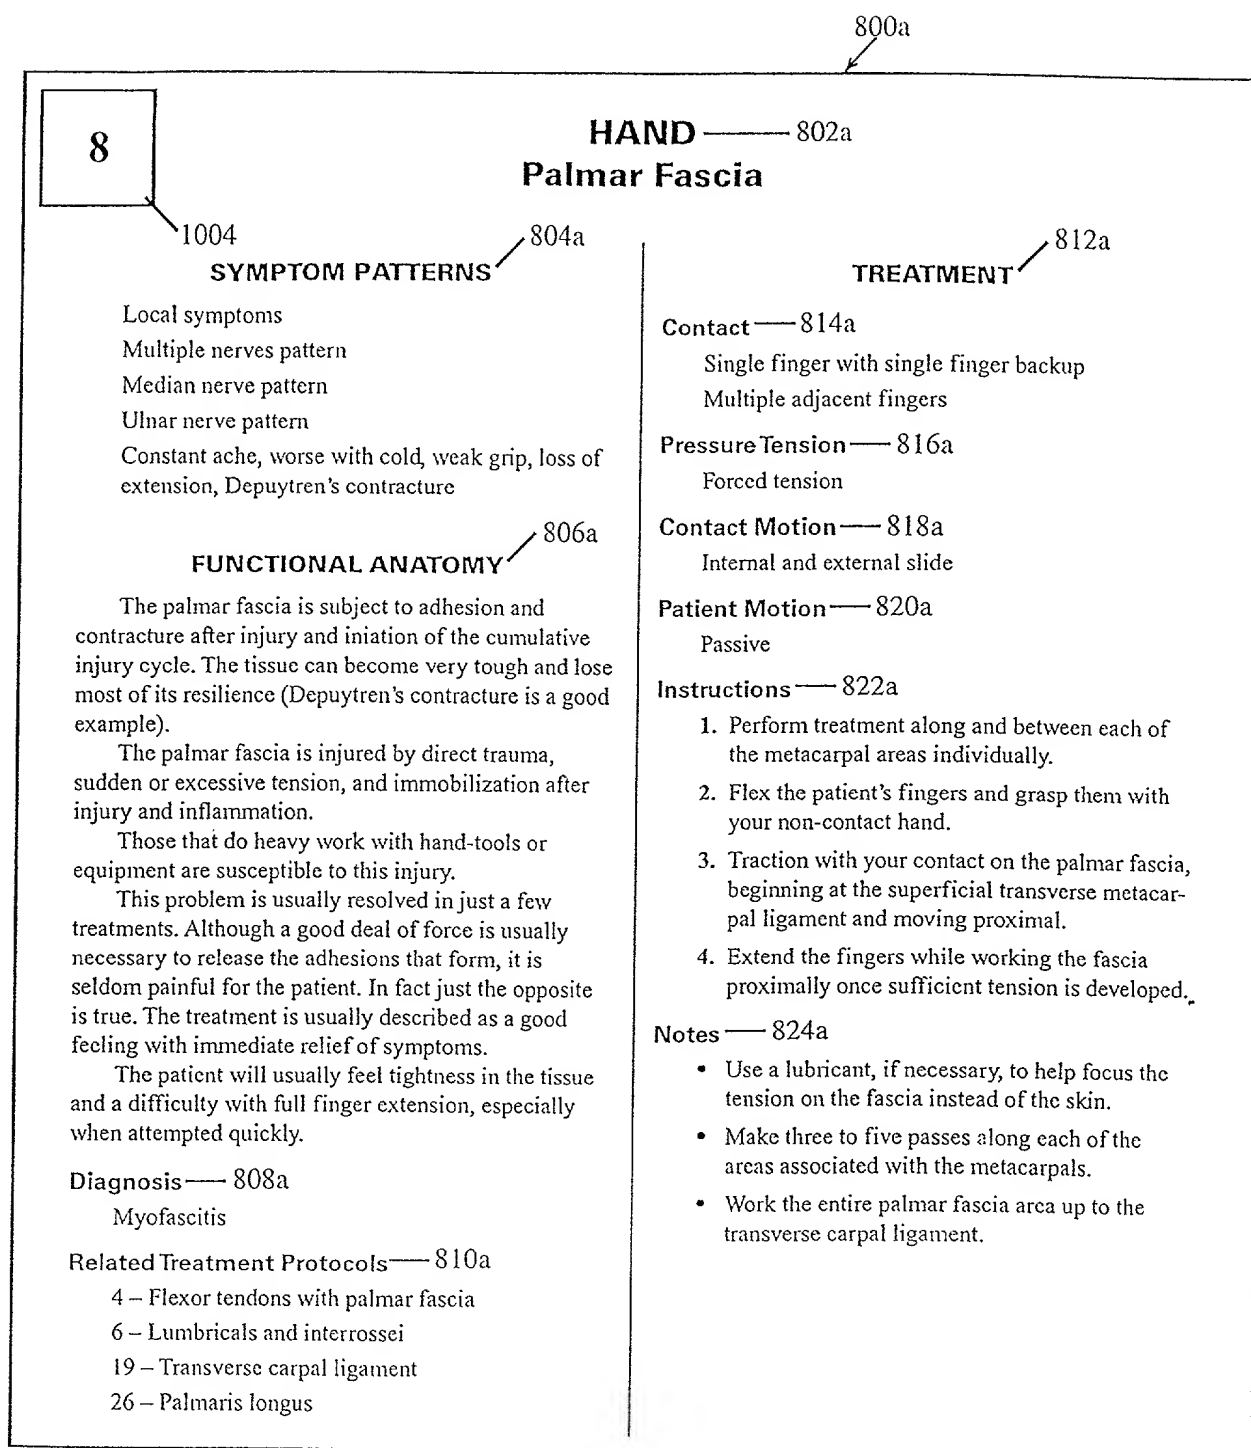 800a
8
HAND 802a
Palmar Fascia
1004
804a
SYMPTOM PATTERNS
Local symptoms
Multiple nerves pattern
Median nerve pattern
Ulnar nerve pattern
Constant ache, worse with cold, weak grip, loss of
extension, Depuytren's contracture
806a
FUNCTIONAL ANATOMY
The palmar fascia is subject to adhesion and
contracture after injury and iniation of the cumulative
injury cycle. The tissue can become very tough and lose
most of its resilience (Depuytren's contracture is a good
example).
The palmar fascia is injured by direct trauma,
sudden or excessive tension, and immobilization after
injury and inflammation.
Those that do heavy work with hand-tools or
equipment are susceptible to this injury.
This problem is usually resolved in just a few
treatments. Although a good deal of force is usually
necessary to release the adhesions that form, it is
seldom painful for the patient. In fact just the opposite
is true. The treatment is usually described as a good
feeling with immediate relief of symptoms.
The patient will usually feel tightness in the tissue
and a difficulty with full finger extension, especially
when attempted quickly.
Diagnosis 808a
Myofascitis
Related Treatment Protocols 810a
4 – Flexor tendons with palmar fascia
6 – Lumbricals and interrossei
19 – Transverse carpal ligament
26 – Palmaris longus
812a
TREATMENT
Contact 814a
Single finger with single finger backup
Multiple adjacent fingers
Pressure Tension 816a
Forced tension
Contact Motion 818a
Internal and external slide
Patient Motion 820a
Passive
Instructions 822a
1. Perform treatment along and between each of
the metacarpal areas individually.
2. Flex the patient's fingers and grasp them with
your non-contact hand.
3. Traction with your contact on the palmar fascia,
beginning at the superficial transverse metacar-
pal ligament and moving proximal.
4. Extend the fingers while working the fascia
proximally once sufficient tension is developed.
Notes 824a
• Use a lubricant, if necessary, to help focus the
tension on the fascia instead of the skin.
• Make three to five passes along each of the
areas associated with the metacarpals.
• Work the entire palmar fascia area up to the
transverse carpal ligament.